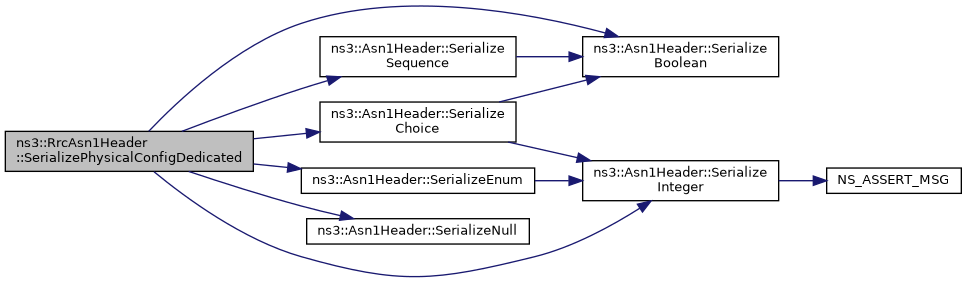 ns3::RrcAsn1Header
::SerializePhysicalConfigDedicated
ns3::Asn1Header::Serialize
Sequence
ns3::Asn1Header::Serialize
Choice
ns3::Asn1Header::SerializeEnum
ns3::Asn1Header::SerializeNull
ns3::Asn1Header::Serialize
Boolean
ns3::Asn1Header::Serialize
Integer
NS_ASSERT_MSG